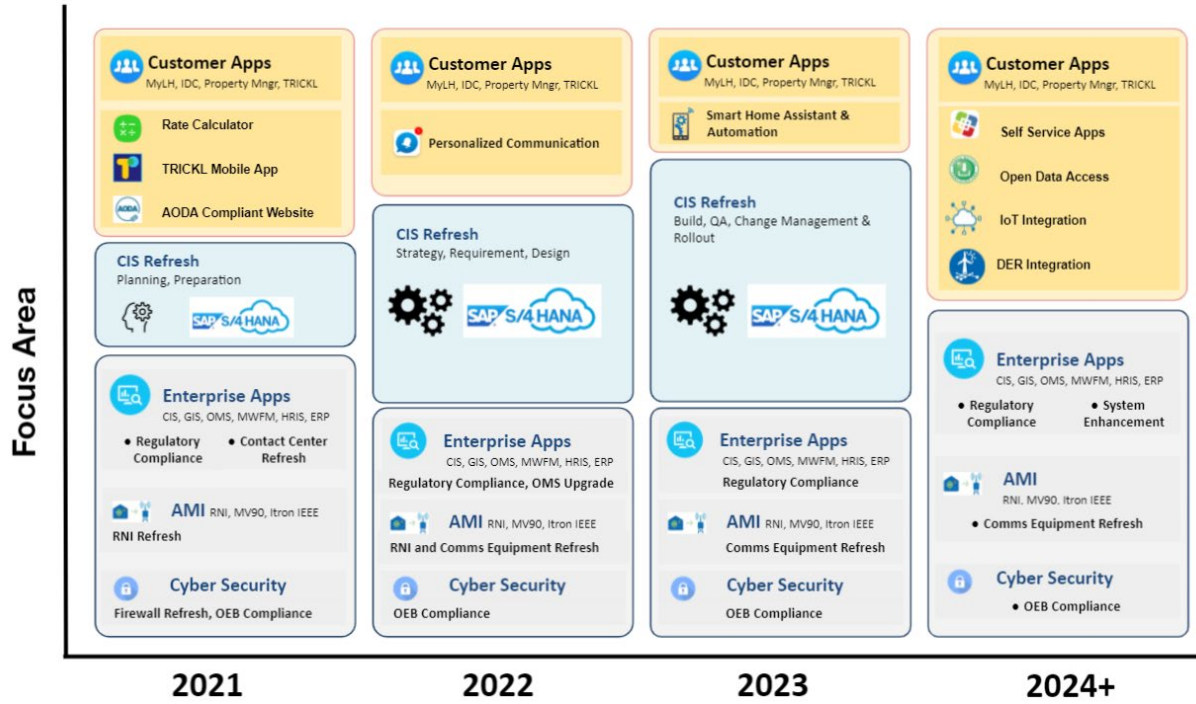 Focus Area
Customer Apps
MyLH, IDC, Property Mngr, TRICKL
Rate Calculator
TRICKL Mobile App
AODA
AODA Compliant Website
CIS Refresh
Planning, Preparation
SAP S/4 HANA
Enterprise Apps
CIS, GIS, OMS, MWFM, HRIS, ERP
• Regulatory Compliance
• Contact Center Refresh
AMI RNI, MV90, Itron IEEE
RNI Refresh
Cyber Security
Firewall Refresh, OEB Compliance
2021
Customer Apps
MyLH, IDC, Property Mngr, TRICKL
Personalized Communication
CIS Refresh
Strategy, Requirement, Design
SAP S/4 HANA
Enterprise Apps
CIS, GIS, OMS, MWFM, HRIS, ERP
Regulatory Compliance, OMS Upgrade
AMI RNI, MV90, Itron IEEE
RNI and Comms Equipment Refresh
Cyber Security
OEB Compliance
2022
Customer Apps
MyLH, IDC, Property Mngr, TRICKL
Smart Home Assistant &
Automation
CIS Refresh
Build, QA, Change Management &
Rollout
SAP S/4 HANA
Enterprise Apps
CIS, GIS, OMS, MWFM, HRIS, ERP
Regulatory Compliance
AMI RNI, MV90, Itron IEEE
Comms Equipment Refresh
Cyber Security
OEB Compliance
2023
Customer Apps
MyLH, IDC, Property Mngr, TRICKL
Self Service Apps
Open Data Access
IoT Integration
DER Integration
Enterprise Apps
CIS, GIS, OMS, MWFM, HRIS, ERP
• Regulatory Compliance
• System Enhancement
AMI
RNI, MV90. Itron IEEE
• Comms Equipment Refresh
Cyber Security
• OEB Compliance
2024+